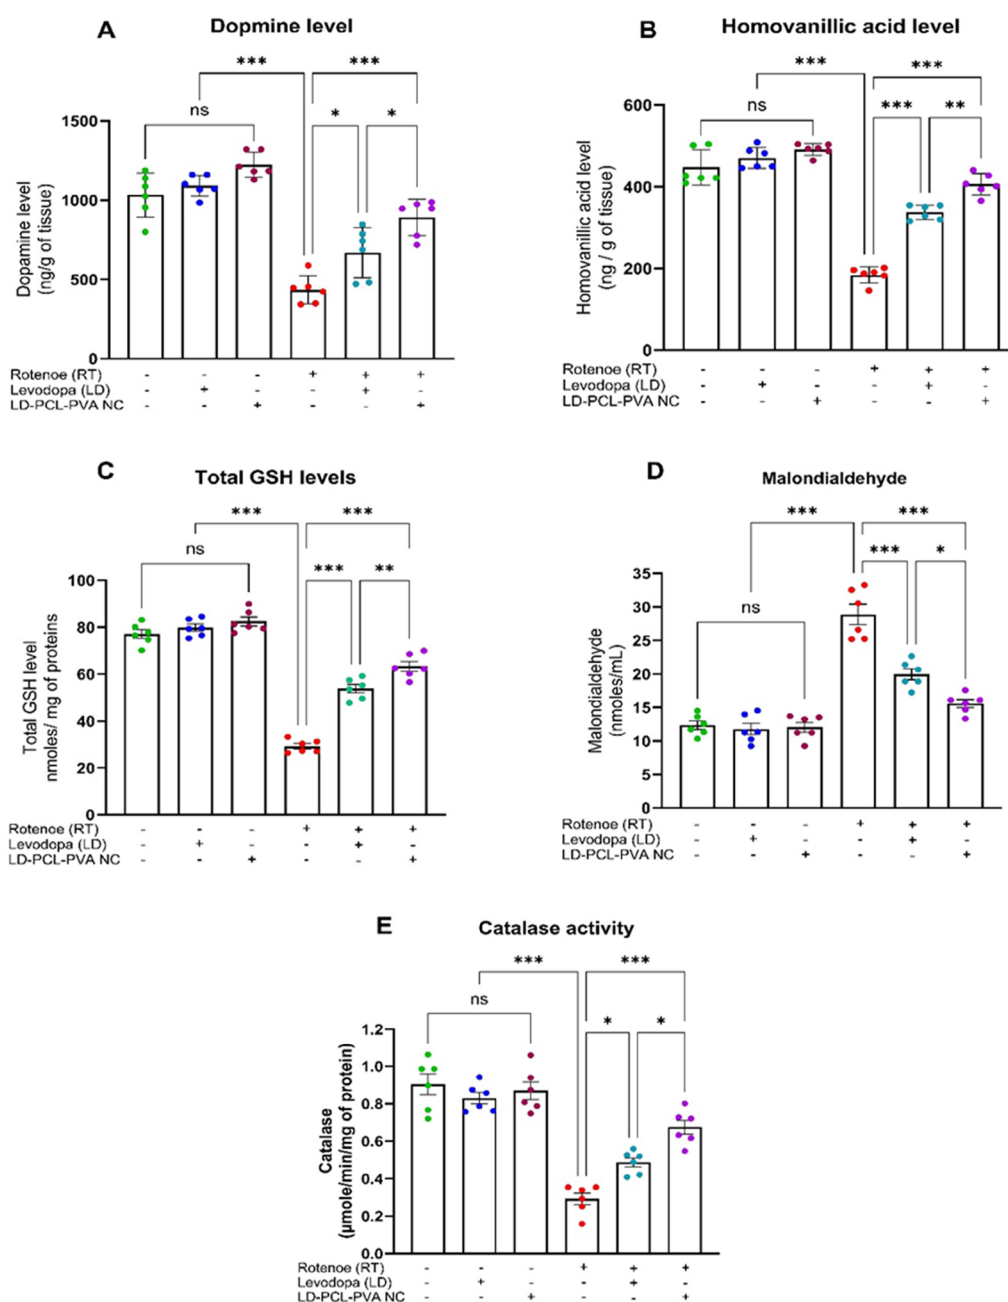 A
Dopmine level
***
***
ns
*
*
1500
1000
500
0
Dopamine level
(ng/g of tissue)
Rotenoe (RT) - - - + + +
Levodopa (LD) - + - - + -
LD-PCL-PVA NC - - + - - +
B
Homovanillic acid level
***
***
ns
***
**
600
400
200
0
Homovanillic acid level
(ng / g of tissue)
Rotenoe (RT) - - - + + +
Levodopa (LD) - + - - + -
LD-PCL-PVA NC - - + - - +
C
Total GSH levels
***
***
ns
***
**
100
80
60
40
20
0
Total GSH level
nmoles/ mg of proteins
Rotenoe (RT) - - - + + +
Levodopa (LD) - + - - + -
LD-PCL-PVA NC - - + - - +
D
Malondialdehyde
***
***
***
*
ns
35
30
25
20
15
10
5
0
Malondialdehyde
(nmoles/mL)
Rotenoe (RT) - - - + + +
Levodopa (LD) - + - - + -
LD-PCL-PVA NC - - + - - +
E
Catalase activity
***
***
ns
*
*
1.2
1.0
0.8
0.6
0.4
0.2
0.0
Catalase
(µmole/min/mg of protein)
Rotenoe (RT) - - - + + +
Levodopa (LD) - + - - + -
LD-PCL-PVA NC - - + - - +